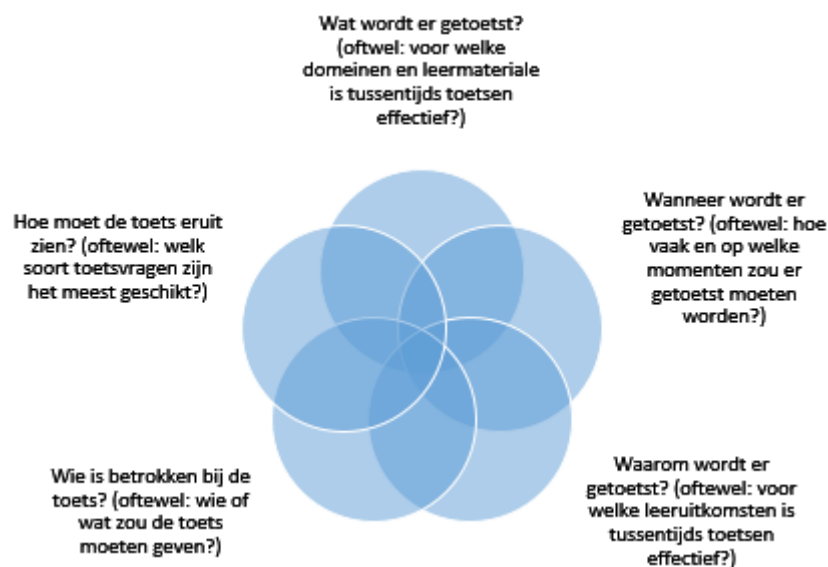 Wat wordt er getoetst?
(oftwel: voor welke
domeinen en leermateriale
is tussentijds toetsen
effectief?)
Wanneer wordt er
getoetst? (oftewel: hoe
vaak en op welke
momenten zou er
getoetst moeten
worden?)
Waarom wordt er
getoetst? (oftewel: voor
welke leeruitkomsten is
tussentijds toetsen
effectief?)
Wie is betrokken bij de
toets? (oftewel: wie of
wat zou de toets
moeten geven?)
Hoe moet de toets eruit
zien? (oftewel: welk
soort toetsvragen zijn
het meest geschikt?)